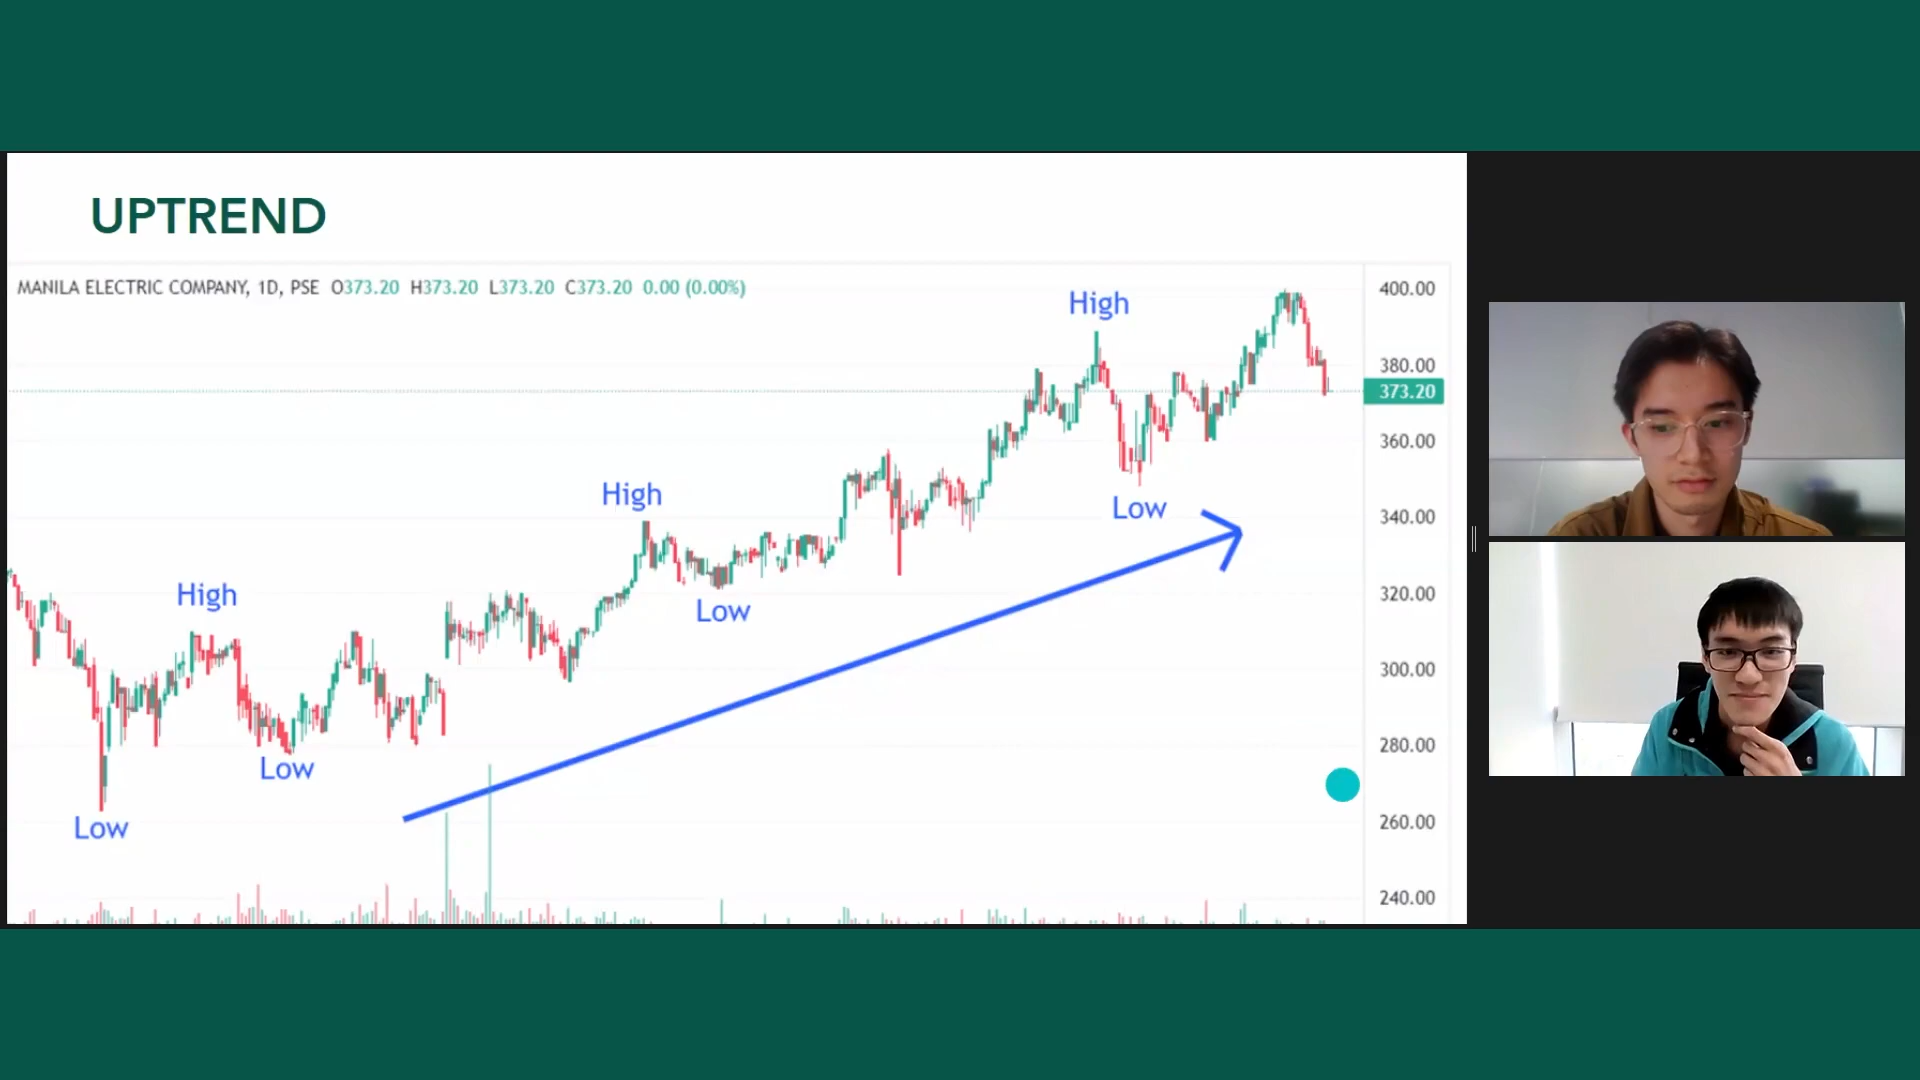 UPTREND
MANILA ELECTRIC COMPANY, 1D, PSE O373.20 H373.20 L373.20 C373.20 0.00 (0.00%)
400.00
High
380.00
373.20
360.00
High
Low
340.00
High
Low
320.00
300.00
280.00
Low
Low
260.00
240.00